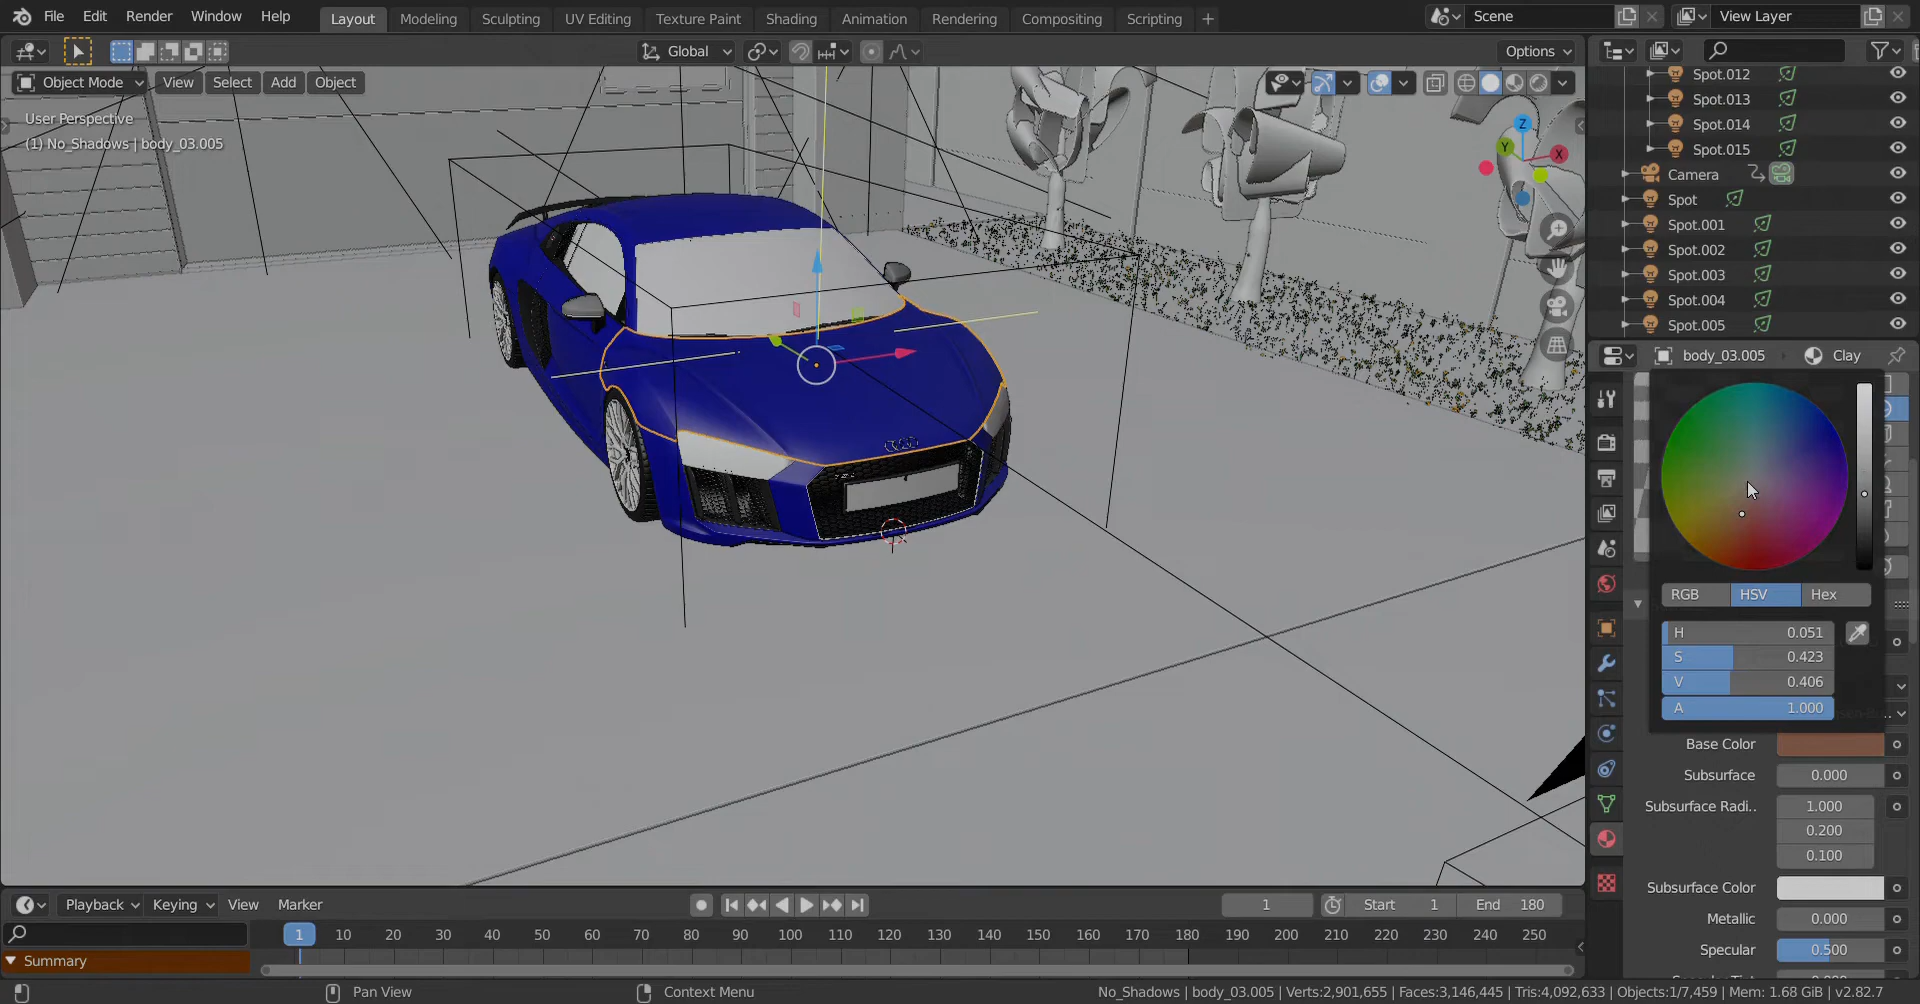 File Edit Render Window Help Layout Modeling Sculpting UV Editing Texture Paint Shading Animation Rendering Compositing Scripting + Scene View Layer
Global Options
Object Mode View Select Add Object
User Perspective
(1) No_Shadows | body_03.005
Z
Y X
Spot.012
Spot.013
Spot.014
Spot.015
Camera
Spot
Spot.001
Spot.002
Spot.003
Spot.004
Spot.005
body_03.005 Clay
RGB HSV Hex
H 0.051
S 0.423
V 0.406
A 1.000
Base Color
Subsurface 0.000
Subsurface Radi.. 1.000
0.200
0.100
Subsurface Color
Metallic 0.000
Specular 0.500
Playback Keying View Marker 1 Start 1 End 180
1 10 20 30 40 50 60 70 80 90 100 110 120 130 140 150 160 170 180 190 200 210 220 230 240 250
Summary
Pan View Context Menu No_Shadows | body_03.005 | Verts:2,901,655 | Faces:3,146,445 | Tris:4,092,633 | Objects:1/7,459 | Mem: 1.68 GiB | v2.82.7